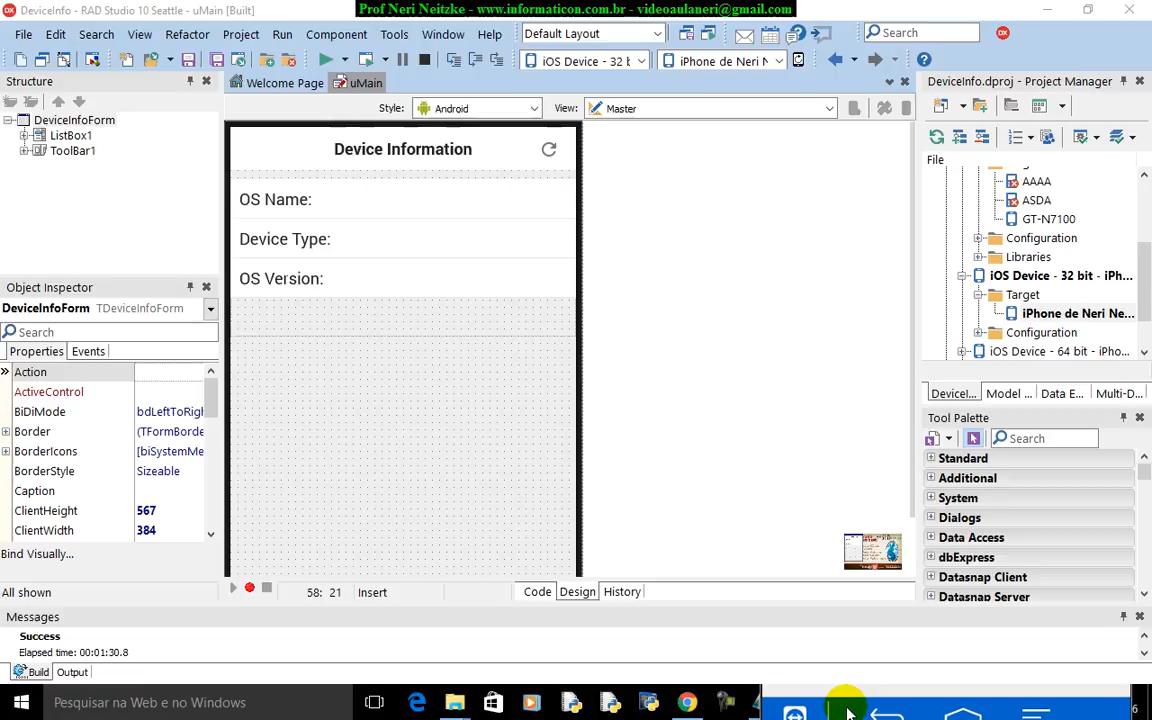 DeviceInfo - RAD Studio 10 Seattle - uMain [Built]
Prof Neri Neitzke - www.informaticon.com.br - videoaulaneri@gmail.com
File Edit Search View Refactor Project Run Component Tools Window Help
Default Layout
Search
iOS Device - 32 b
iPhone de Neri N
Structure
Welcome Page
uMain
DeviceInfo.dproj - Project Manager
Style:
Android
View:
Master
DeviceInfoForm
ListBox1
ToolBar1
Device Information
OS Name:
Device Type:
OS Version:
File
AAAA
ASDA
GT-N7100
Configuration
Libraries
iOS Device - 32 bit - iPh...
Target
iPhone de Neri Ne...
Configuration
iOS Device - 64 bit - iPho...
Object Inspector
DeviceInfoForm TDeviceInfoForm
Search
Properties Events
Action
ActiveControl
BiDiMode bdLeftToRigh
Border (TFormBorde
BorderIcons [biSystemMe
BorderStyle Sizeable
Caption
ClientHeight 567
ClientWidth 384
Bind Visually...
All shown
DeviceI... Model ... Data E... Multi-D...
Tool Palette
Search
Standard
Additional
System
Dialogs
Data Access
dbExpress
Datasnap Client
Datasnap Server
58: 21 Insert
Code Design History
Messages
Success
Elapsed time: 00:01:30.8
Build Output
Pesquisar na Web e no Windows
6